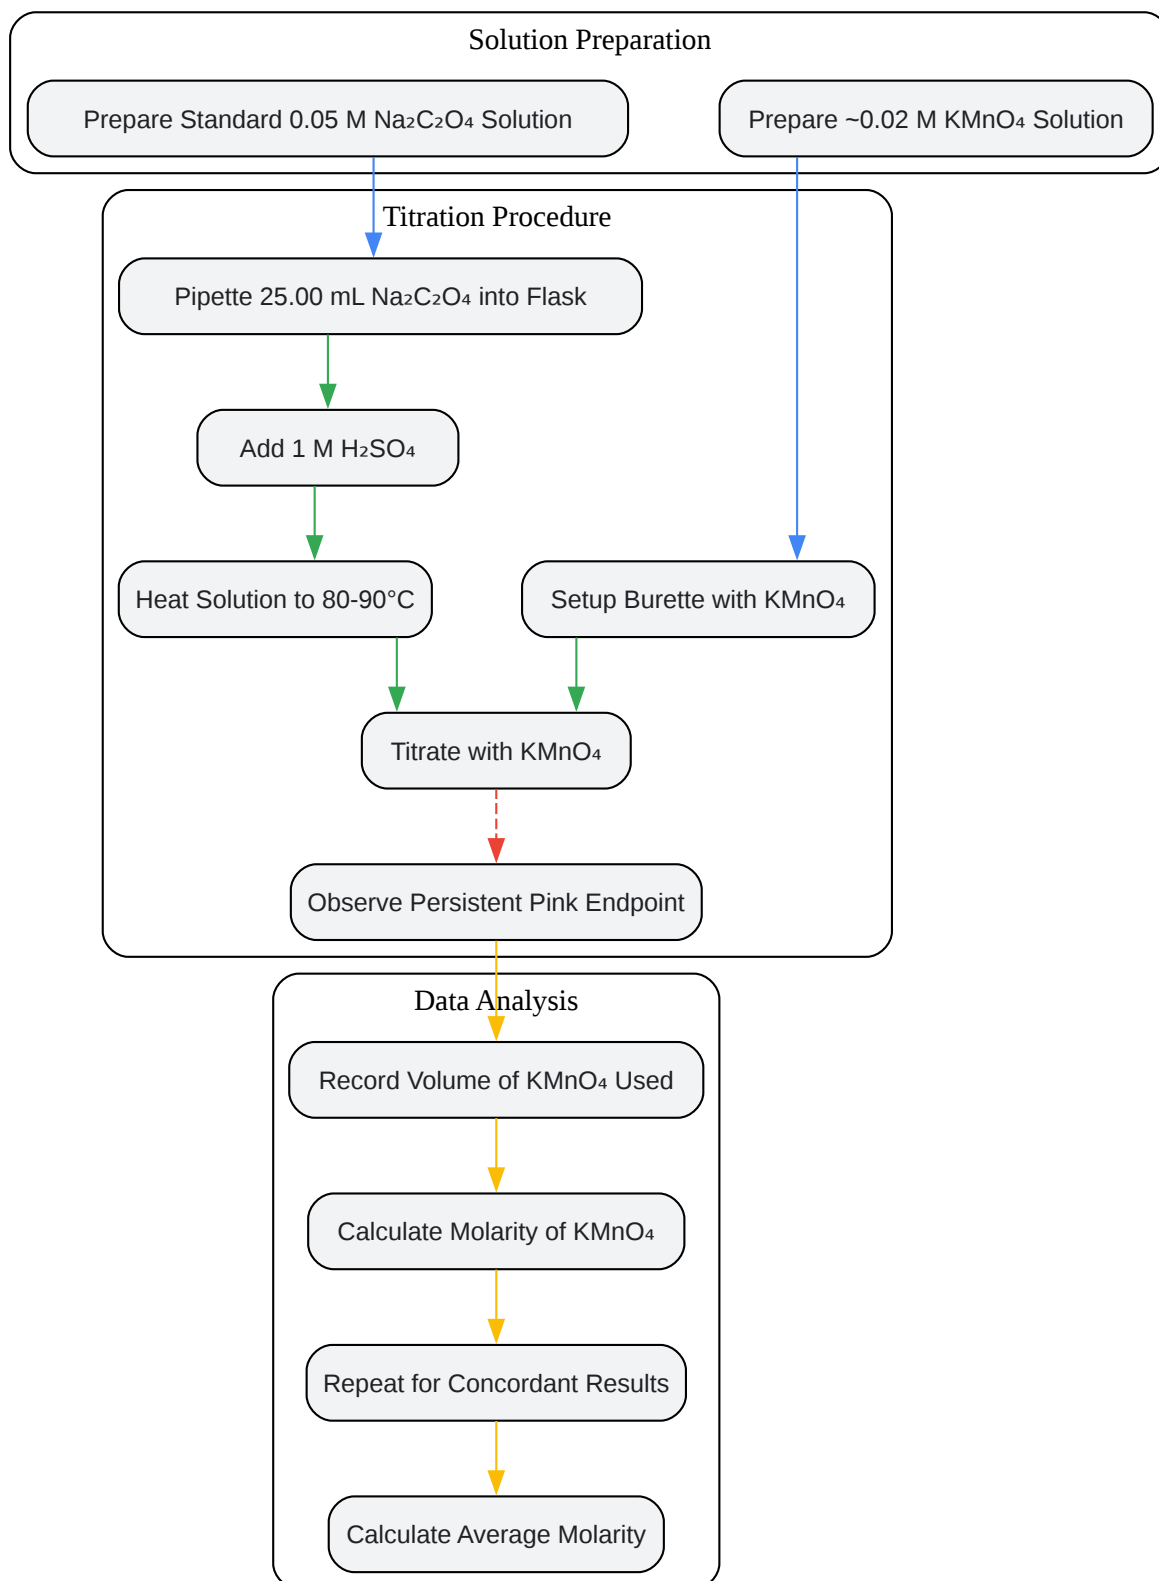 Solution Preparation
Prepare Standard 0.05 M Na₂C₂O₄ Solution
Prepare ~0.02 M KMnO₄ Solution
Titration Procedure
Pipette 25.00 mL Na₂C₂O₄ into Flask
Add 1 M H₂SO₄
Heat Solution to 80-90°C
Setup Burette with KMnO₄
Titrate with KMnO₄
Observe Persistent Pink Endpoint
Data Analysis
Record Volume of KMnO₄ Used
Calculate Molarity of KMnO₄
Repeat for Concordant Results
Calculate Average Molarity